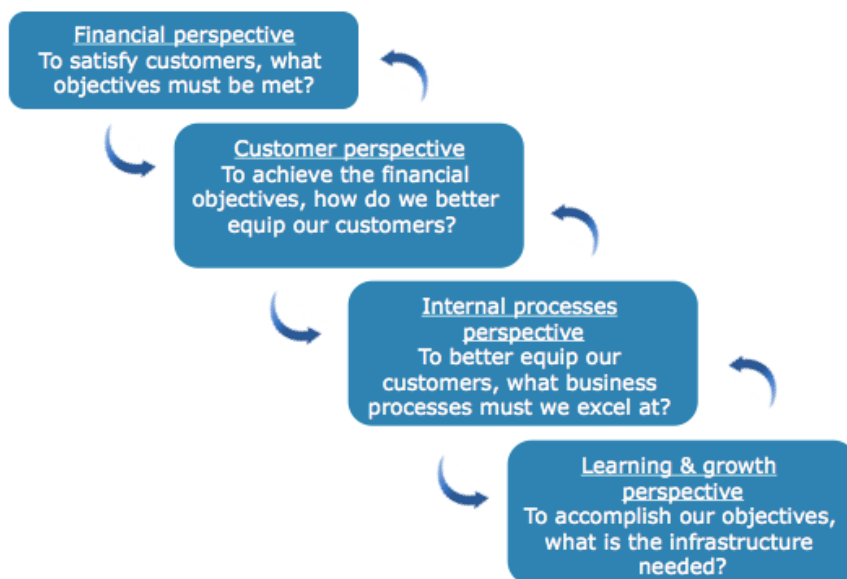 Financial perspective
To satisfy customers, what
objectives must be met?
Customer perspective
To achieve the financial
objectives, how do we better
equip our customers?
Internal processes
perspective
To better equip our
customers, what business
processes must we excel at?
Learning & growth
perspective
To accomplish our objectives,
what is the infrastructure
needed?